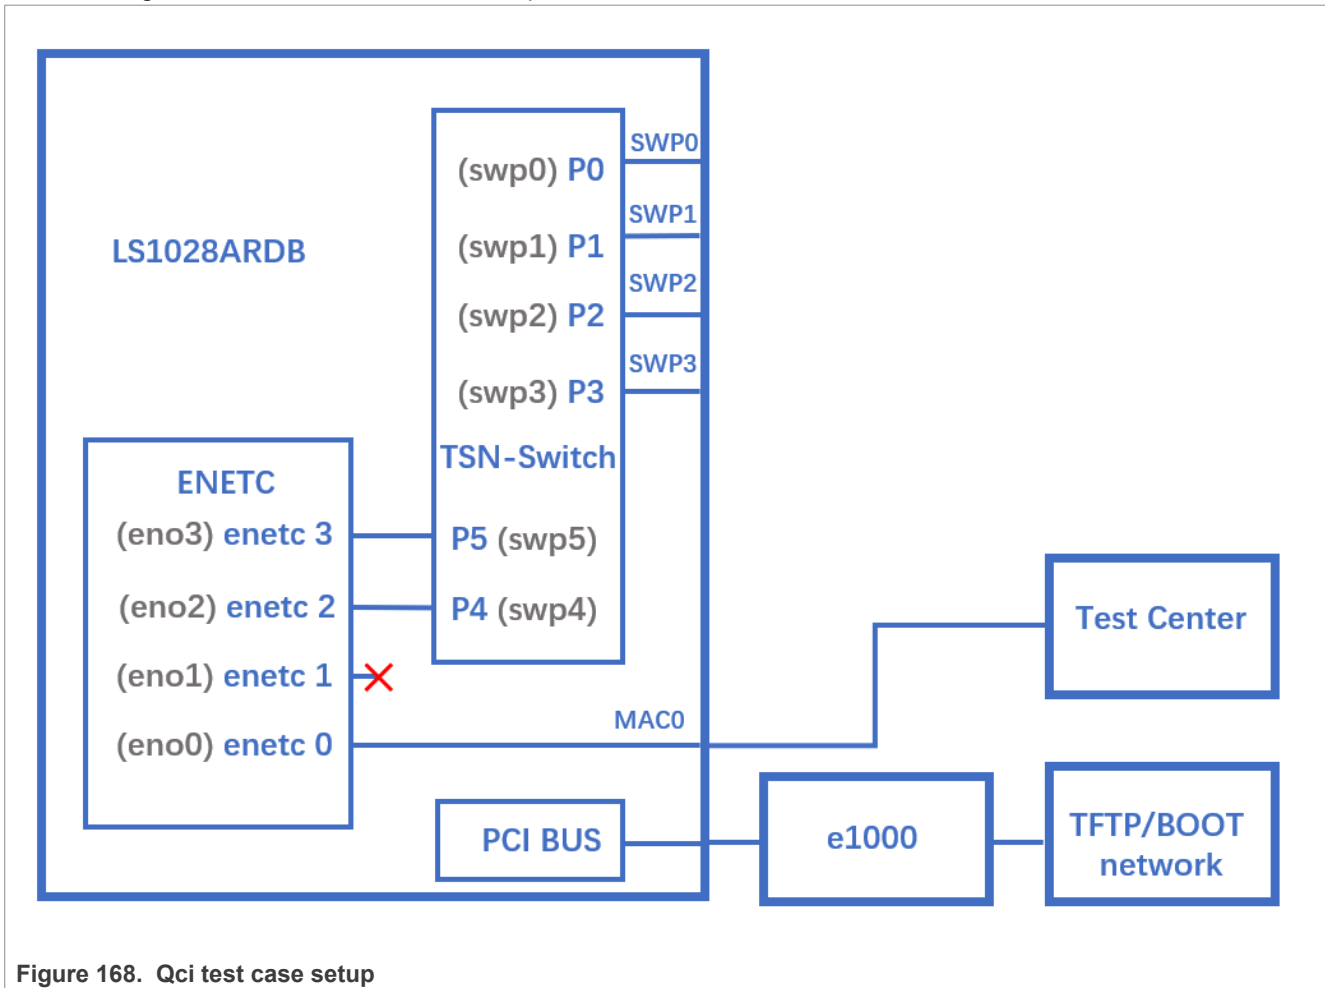 SWP0
(swp0) P0
SWP1
(swp1) P1
LS1028ARDB
SWP2
(swp2) P2
SWP3
(swp3) P3
TSN-Switch
ENETC
(eno3) enetc 3
P5 (swp5)
(eno2) enetc 2
P4 (swp4)
(eno1) enetc 1
(eno0) enetc 0
MAC0
Test Center
PCI BUS
e1000
TFTP/BOOT
network
Figure 168. Qci test case setup